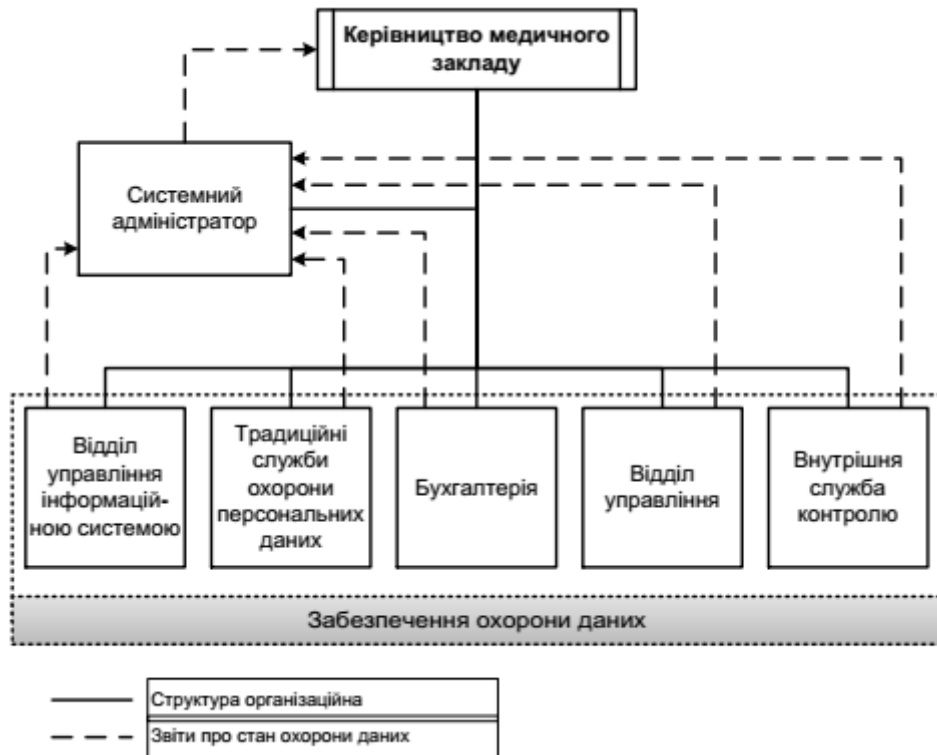 Керівництво медичного
закладу
Системний
адміністратор
Відділ
управління
інформацій-
ною системою
Традиційні
служби
охорони
персональних
даних
Бухгалтерія
Відділ
управління
Внутрішня
служба
контролю
Забезпечення охорони даних
Структура організаційна
Звіти про стан охорони даних